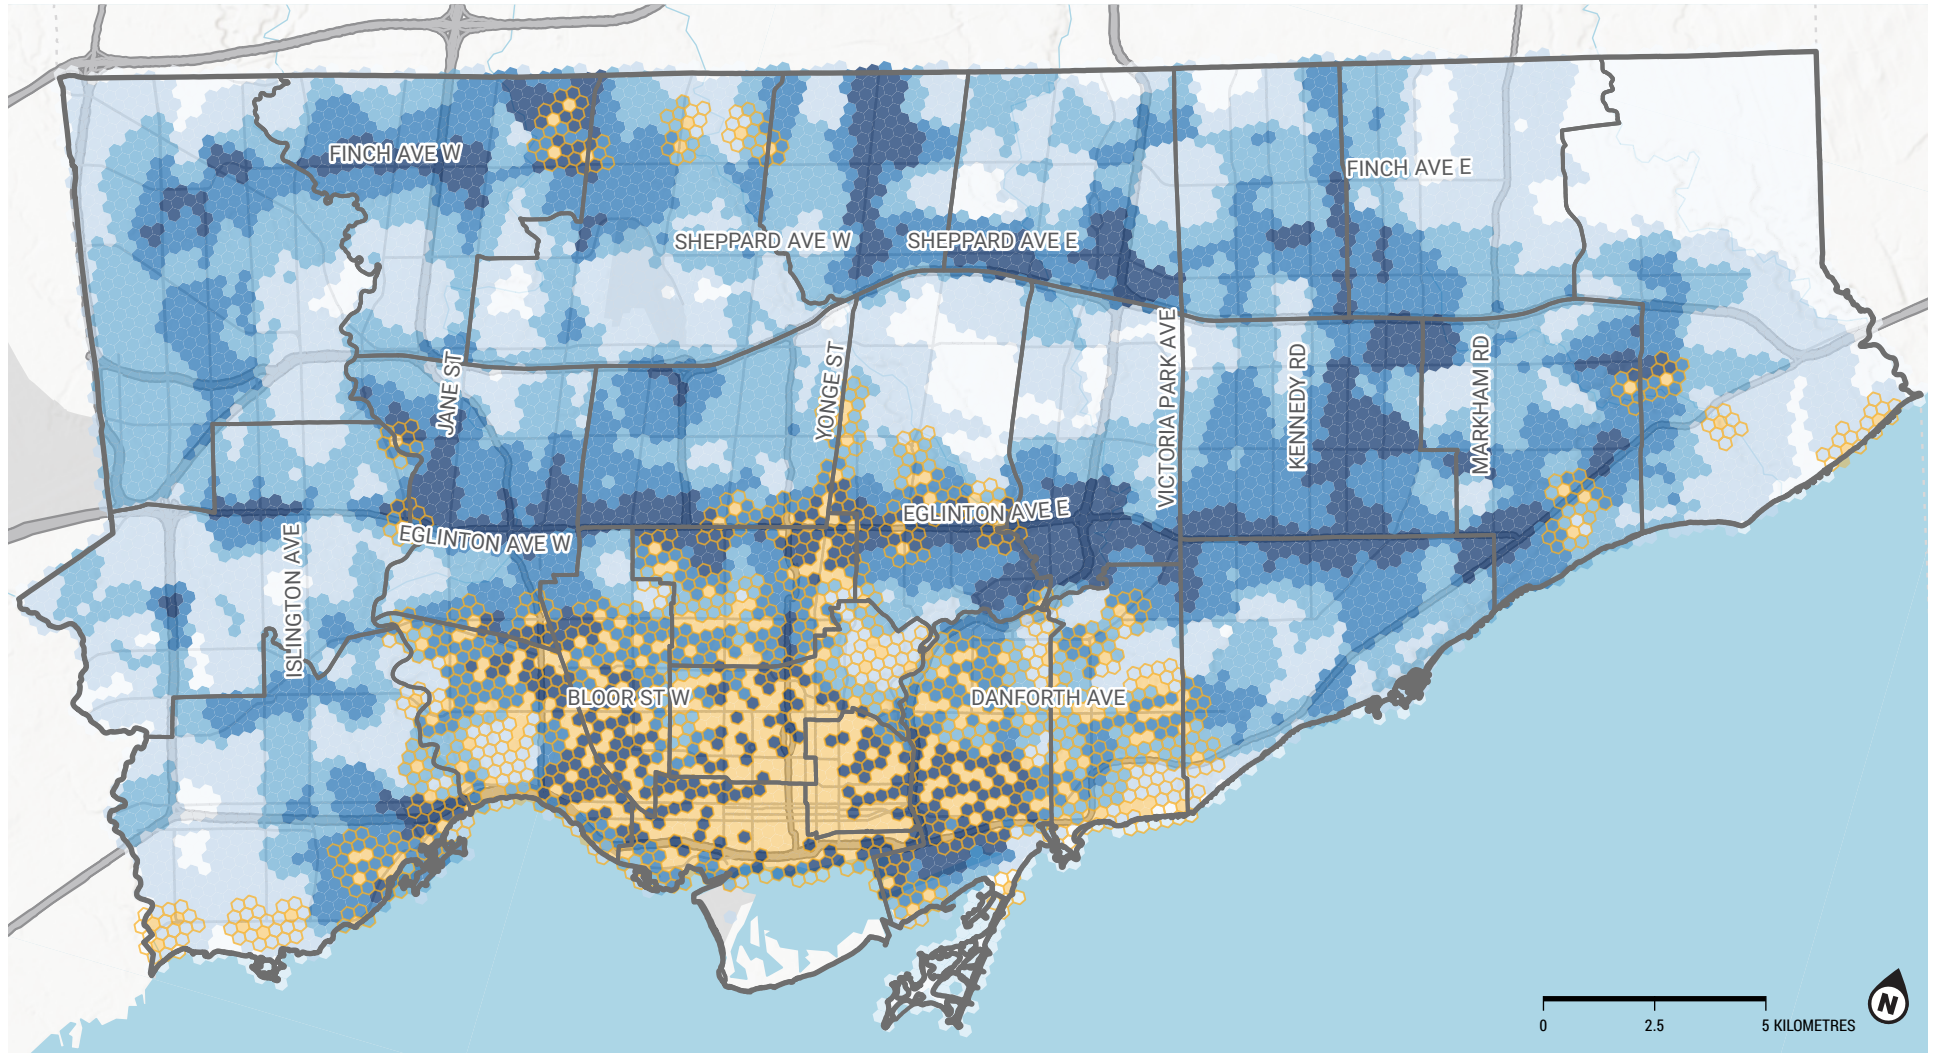 FINCH AVE W
FINCH AVE E
SHEPPARD AVE W
SHEPPARD AVE E
JANE ST
YONGE ST
VICTORIA PARK AVE
KENNEDY RD
MARKHAM RD
EGLINTON AVE E
EGLINTON AVE W
ISLINGTON AVE
BLOOR ST W
DANFORTH AVE
N
0 2.5 5 KILOMETRES